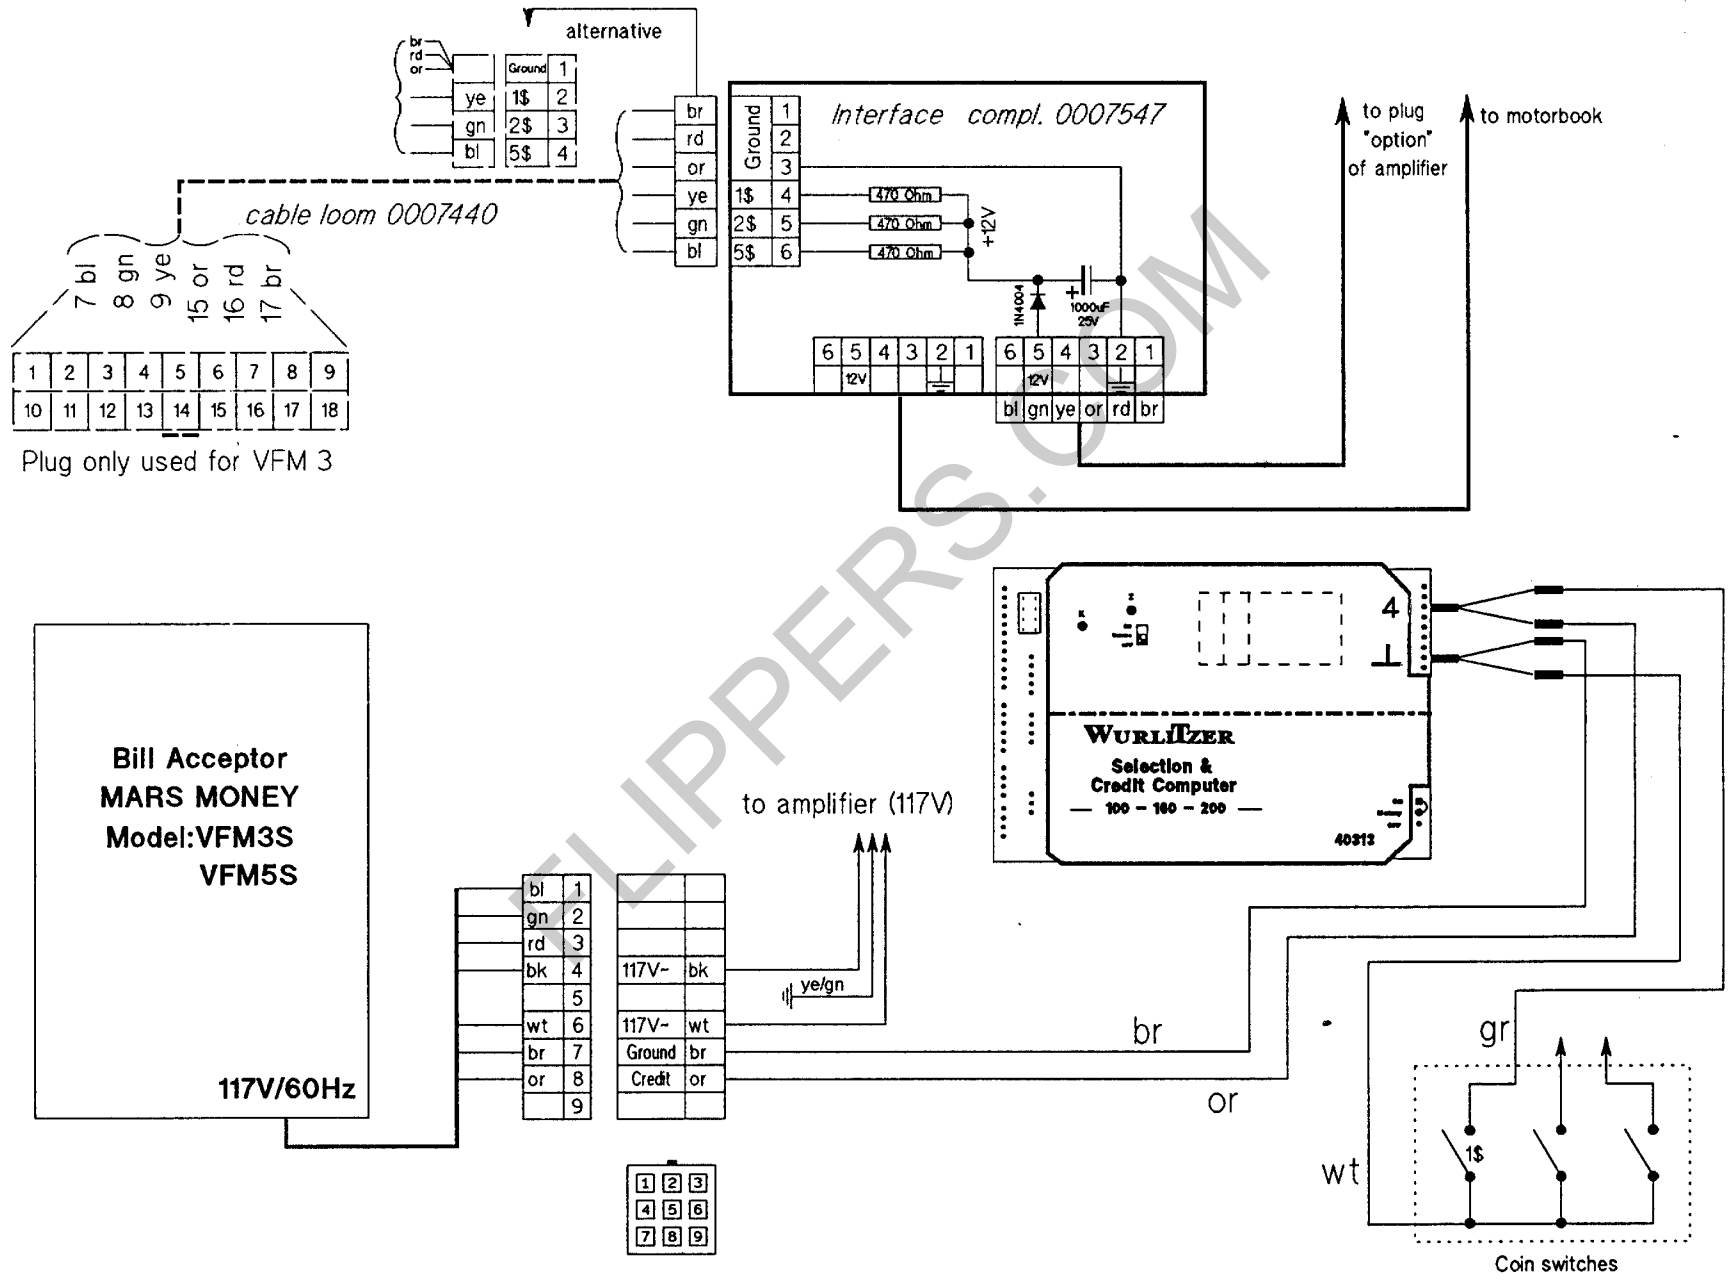 alternative
br
rd
or
Ground 1
ye 1$ 2
gn 2$ 3
bl 5$ 4
br
rd
or
ye
gn
bl
Ground
1
2
3
1$ 4
2$ 5
5$ 6
Interface compl. 0007547
470 Ohm
470 Ohm
470 Ohm
+12V
1N4004
+
1000uF
25V
6 5 4 3 2 1
12V
6 5 4 3 2 1
12V
bl gn ye or rd br
to plug
"option"
of amplifier
to motorbook
cable loom 0007440
7 bl
8 gn
9 ye
15 or
16 rd
17 br
1 2 3 4 5 6 7 8 9
10 11 12 13 14 15 16 17 18
Plug only used for VFM 3
FLIPPERS.COM
Bill Acceptor
MARS MONEY
Model:VFM3S
VFM5S
117V/60Hz
to amplifier (117V)
bl 1
gn 2
rd 3
bk 4 117V~ bk
5
wt 6 117V~ wt
br 7 Ground br
or 8 Credit or
9
ye/gn
br
or
1 2 3
4 5 6
7 8 9
4
WURLITZER
Selection &
Credit Computer
— 100 – 160 – 200 —
40313
gr
wt
1$
Coin switches